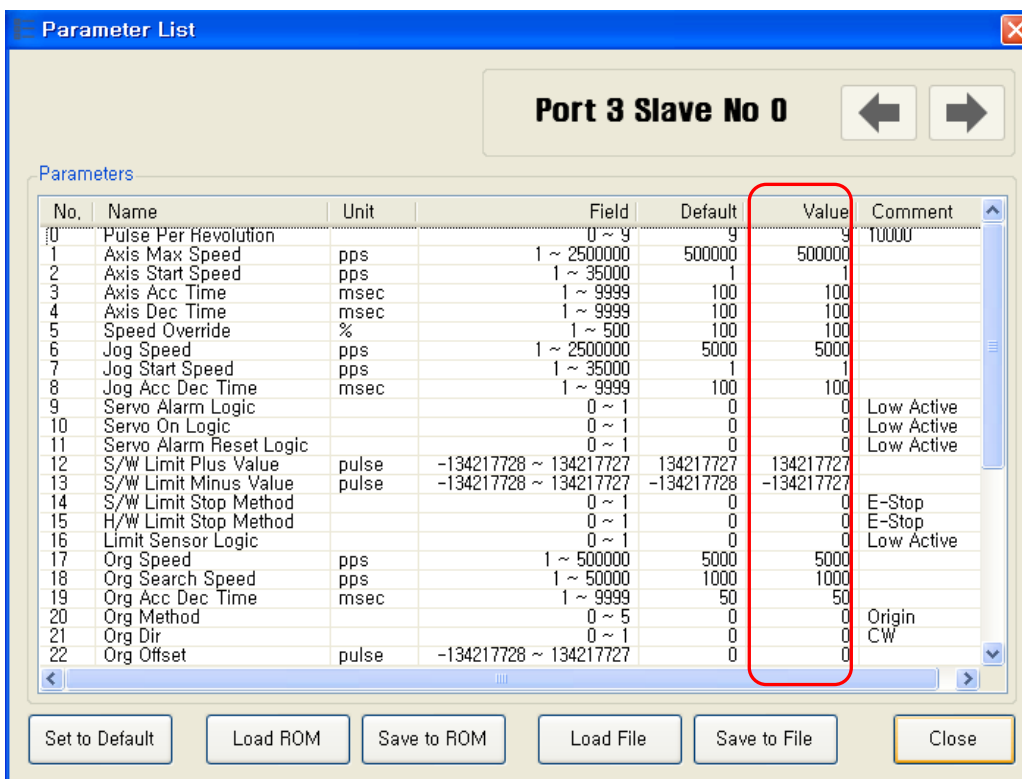 Parameter List
Port 3 Slave No 0
Parameters
No. Name Unit Field Default Value Comment
0 Pulse Per Revolution 0 ~ 9 9 9 10000
1 Axis Max Speed pps 1 ~ 2500000 500000 500000
2 Axis Start Speed pps 1 ~ 35000 1 1
3 Axis Acc Time msec 1 ~ 9999 100 100
4 Axis Dec Time msec 1 ~ 9999 100 100
5 Speed Override % 1 ~ 500 100 100
6 Jog Speed pps 1 ~ 2500000 5000 5000
7 Jog Start Speed pps 1 ~ 35000 1 1
8 Jog Acc Dec Time msec 1 ~ 9999 100 100
9 Servo Alarm Logic 0 ~ 1 0 0 Low Active
10 Servo On Logic 0 ~ 1 0 0 Low Active
11 Servo Alarm Reset Logic 0 ~ 1 0 0 Low Active
12 S/W Limit Plus Value pulse -134217728 ~ 134217727 134217727 134217727
13 S/W Limit Minus Value pulse -134217728 ~ 134217727 -134217728 -134217727
14 S/W Limit Stop Method 0 ~ 1 0 0 E-Stop
15 H/W Limit Stop Method 0 ~ 1 0 0 E-Stop
16 Limit Sensor Logic 0 ~ 1 0 0 Low Active
17 Org Speed pps 1 ~ 500000 5000 5000
18 Org Search Speed pps 1 ~ 50000 1000 1000
19 Org Acc Dec Time msec 1 ~ 9999 50 50
20 Org Method 0 ~ 5 0 0 Origin
21 Org Dir 0 ~ 1 0 0 CW
22 Org Offset pulse -134217728 ~ 134217727 0 0
Set to Default Load ROM Save to ROM Load File Save to File Close